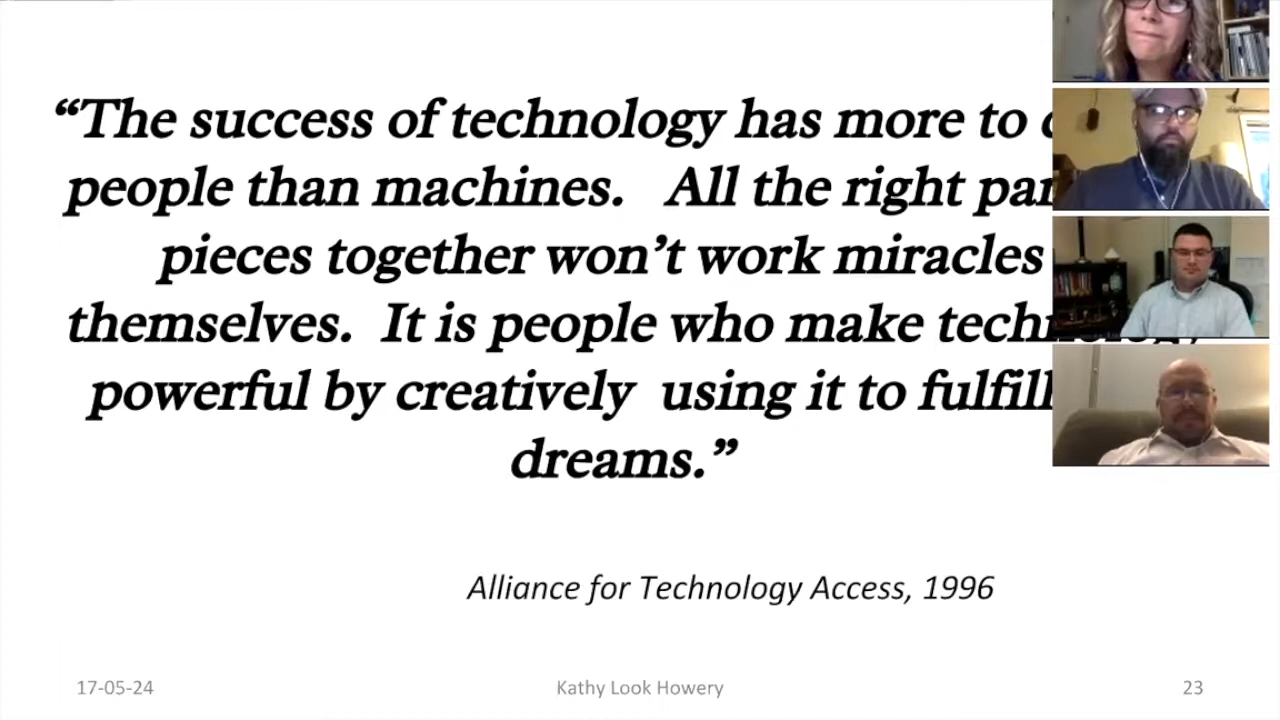 “The success of technology has more to
people than machines. All the right
pieces together won’t work miracles
themselves. It is people who make technology
powerful by creatively using it to fulfill
dreams.”
Alliance for Technology Access, 1996
17-05-24
Kathy Look Howery
23